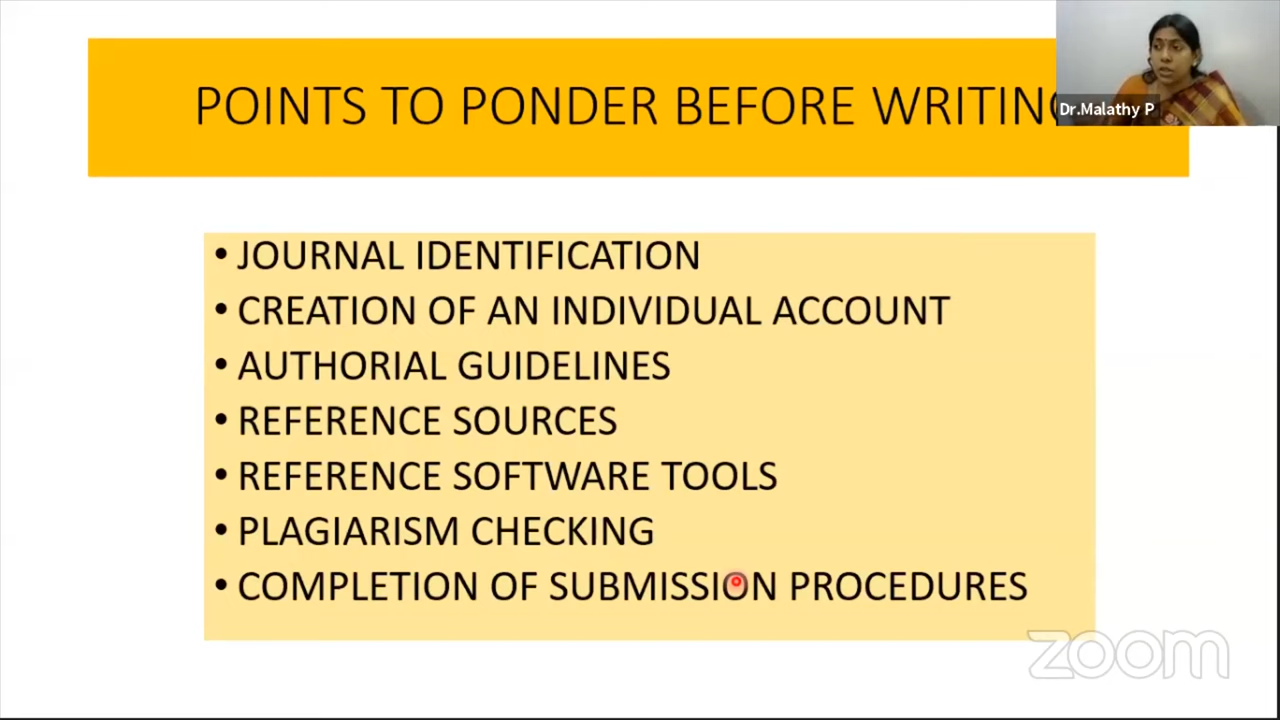 POINTS TO PONDER BEFORE WRITING
Dr.Malathy P
• JOURNAL IDENTIFICATION
• CREATION OF AN INDIVIDUAL ACCOUNT
• AUTHORIAL GUIDELINES
• REFERENCE SOURCES
• REFERENCE SOFTWARE TOOLS
• PLAGIARISM CHECKING
• COMPLETION OF SUBMISSION PROCEDURES
zoom